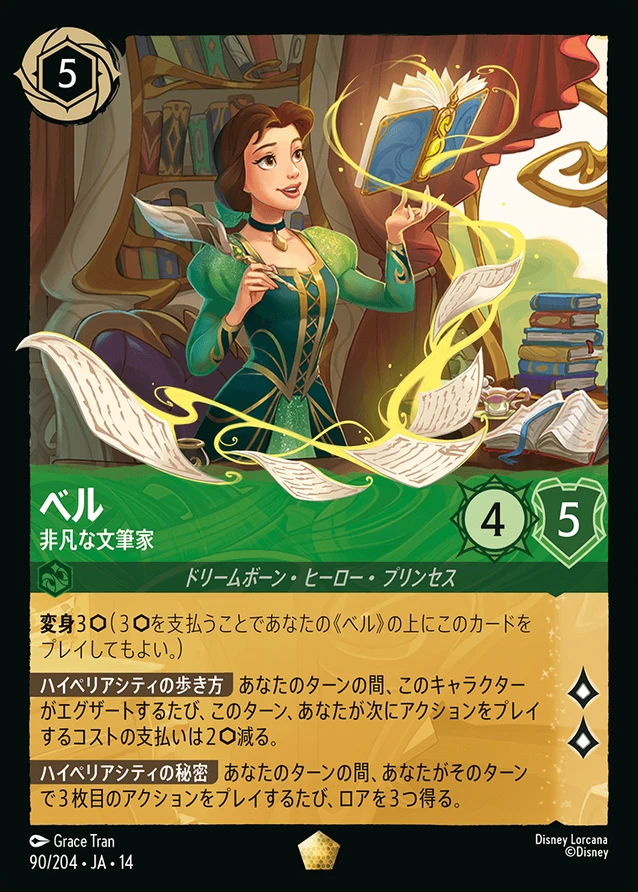 5
ベル
非凡な文筆家
4
5
ドリームボーン・ヒーロー・プリンセス
変身3⬡(3⬡を支払うことであなたの《ベル》の上にこのカードを
プレイしてもよい。)
ハイペリアシティの歩き方 あなたのターンの間、このキャラクター
がエグザートするたび、このターン、あなたが次にアクションをプレイ
するコストの支払いは2⬡減る。
ハイペリアシティの秘密 あなたのターンの間、あなたがそのターン
で3枚目のアクションをプレイするたび、ロアを3つ得る。
Grace Tran
Disney Lorcana
90/204・JA・14
©Disney